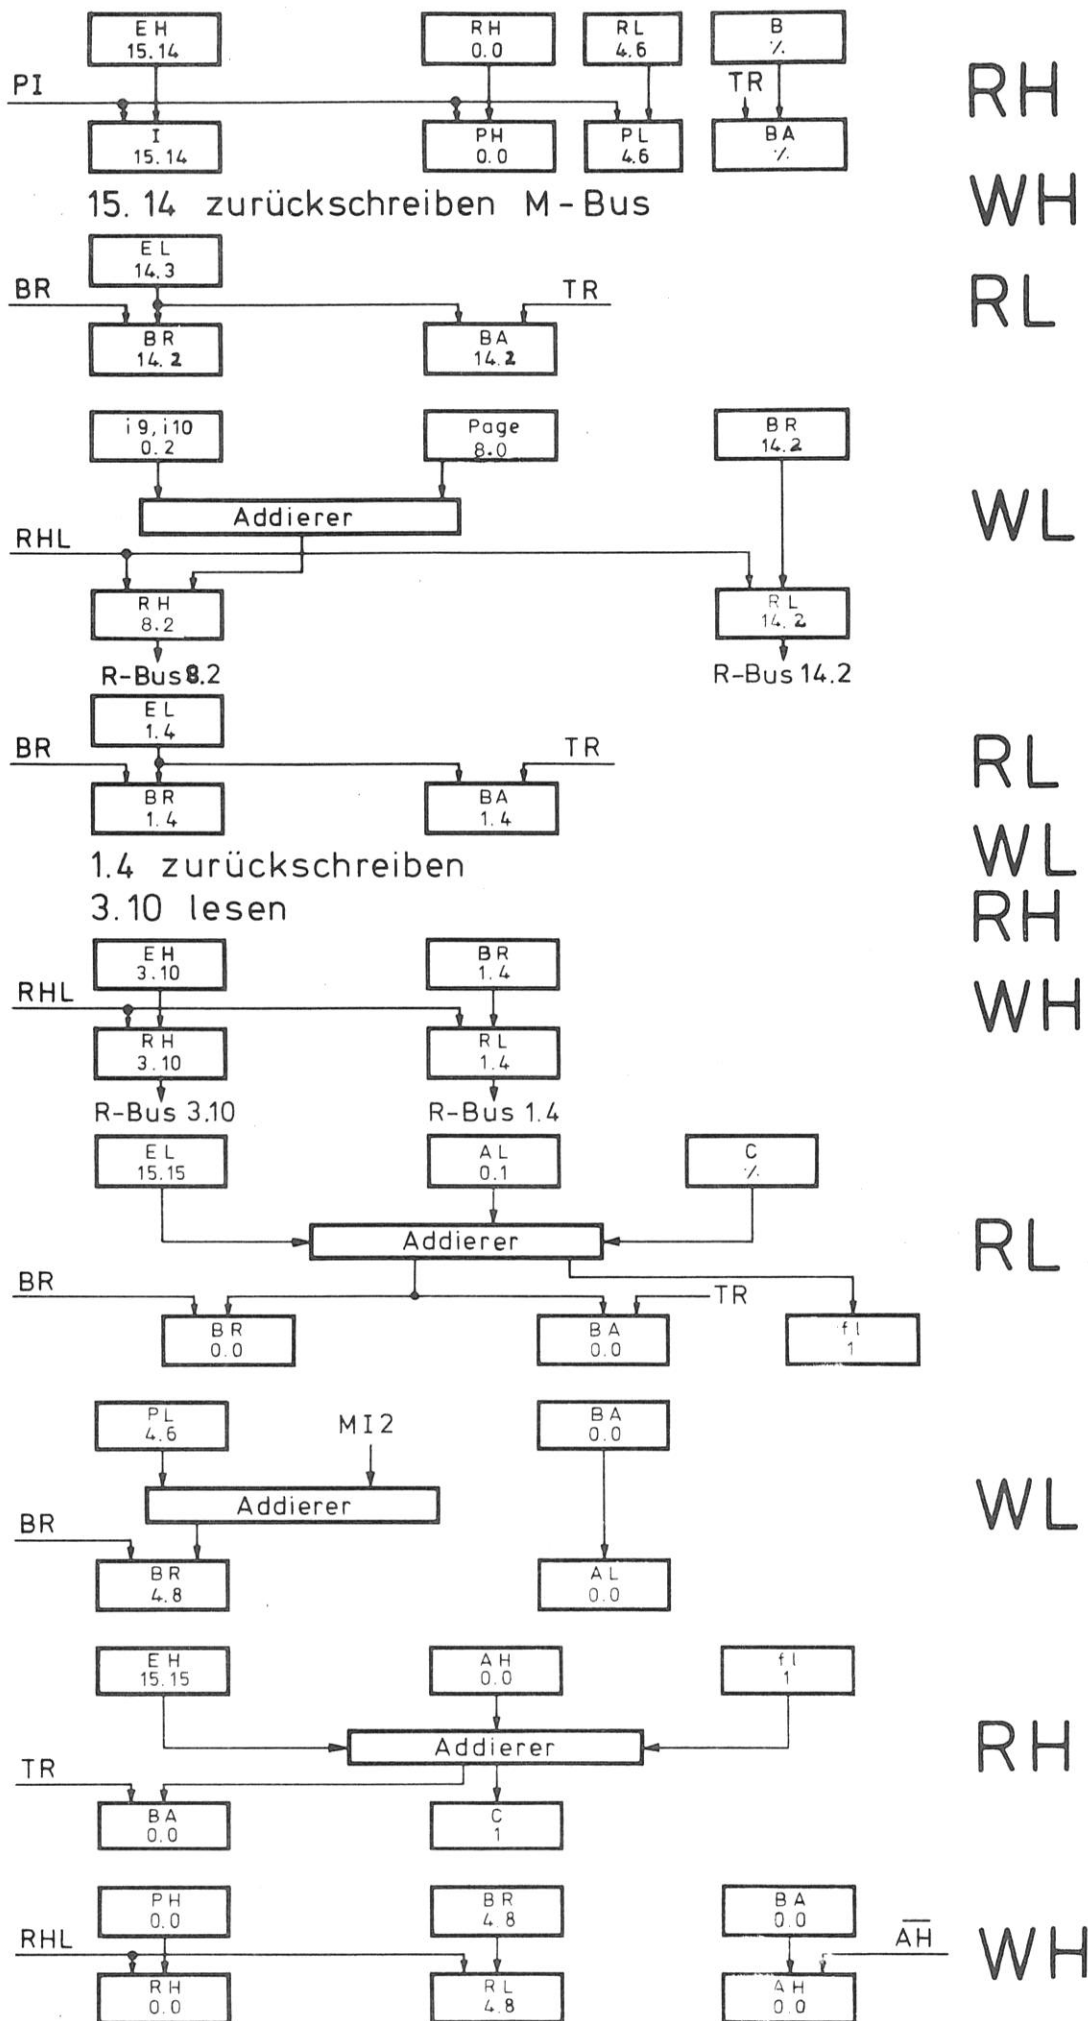 EH RH RL B
15.14 0.0 4.6 ٪
PI TR RH
I PH PL BA
15.14 0.0 4.6 ٪
15.14 zurückschreiben M-Bus WH
EL
14.3
BR TR RL
BR BA
14.2 14.2
i9,i10 Page BR
0.2 8.0 14.2
Addierer WL
RHL
RH RL
8.2 14.2
R-Bus 8.2 R-Bus 14.2
EL
1.4
BR TR RL
BR BA
1.4 1.4
1.4 zurückschreiben WL
3.10 lesen RH
EH BR
3.10 1.4
RHL WH
RH RL
3.10 1.4
R-Bus 3.10 R-Bus 1.4
EL AL C
15.15 0.1 ٪
Addierer RL
BR TR
BR BA fl
0.0 0.0 1
PL BA
4.6 0.0
MI2
Addierer WL
BR
BR AL
4.8 0.0
EH AH fl
15.15 0.0 1
Addierer RH
TR
BA C
0.0 1
PH BR BA
0.0 4.8 0.0
RHL A̅H̅ WH
RH RL AH
0.0 4.8 0.0